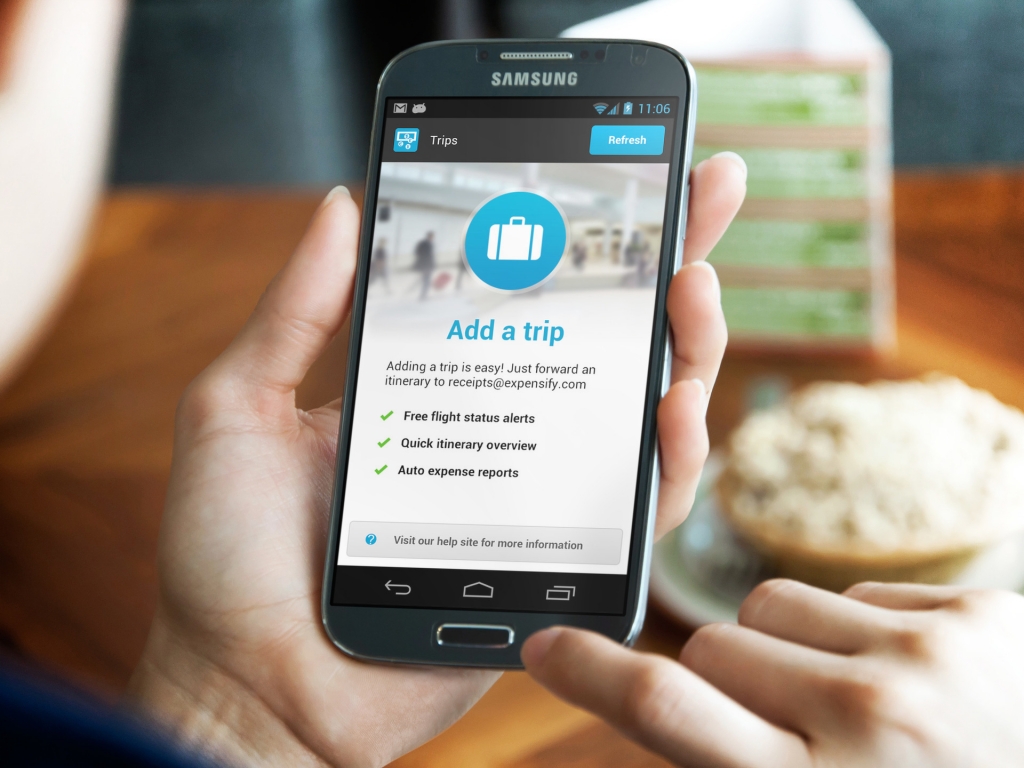 SAMSUNG
11:06
Trips
Refresh
Add a trip
Adding a trip is easy! Just forward an
itinerary to receipts@expensify.com
Free flight status alerts
Quick itinerary overview
Auto expense reports
? Visit our help site for more information